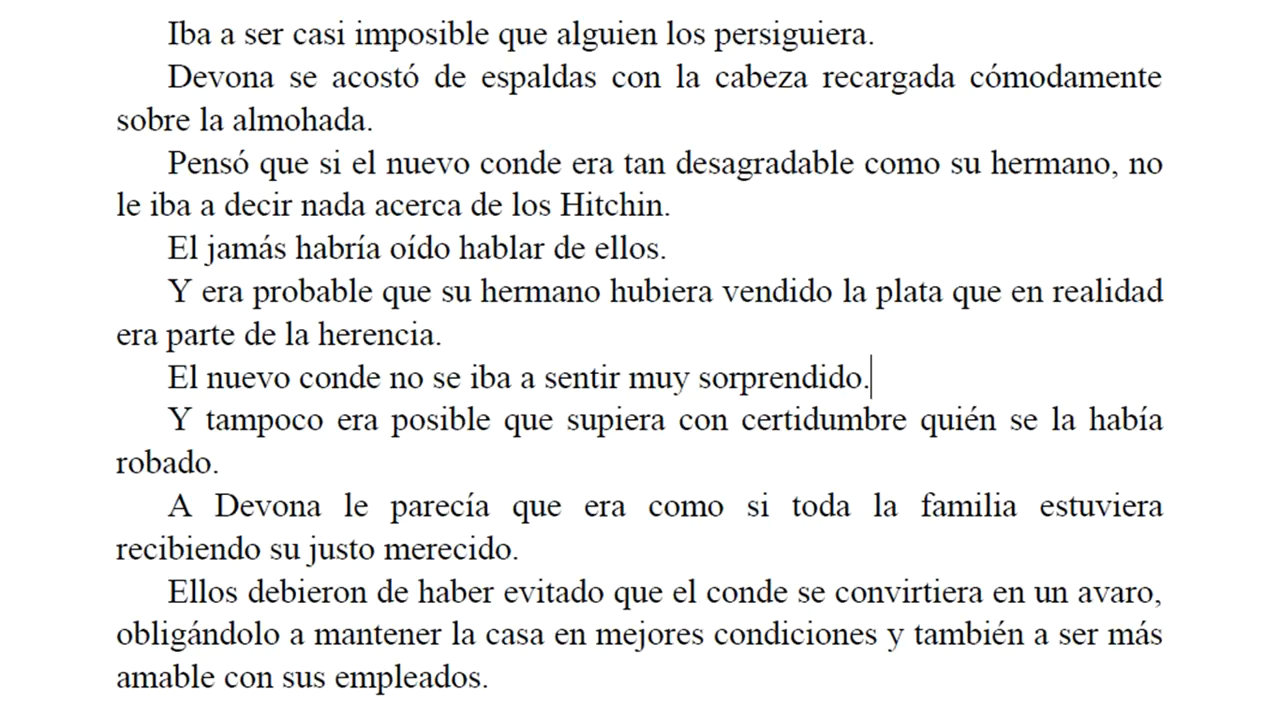 Iba a ser casi imposible que alguien los persiguiera.
Devona se acostó de espaldas con la cabeza recargada cómodamente
sobre la almohada.
Pensó que si el nuevo conde era tan desagradable como su hermano, no
le iba a decir nada acerca de los Hitchin.
El jamás habría oído hablar de ellos.
Y era probable que su hermano hubiera vendido la plata que en realidad
era parte de la herencia.
El nuevo conde no se iba a sentir muy sorprendido.
Y tampoco era posible que supiera con certidumbre quién se la había
robado.
A Devona le parecía que era como si toda la familia estuviera
recibiendo su justo merecido.
Ellos debieron de haber evitado que el conde se convirtiera en un avaro,
obligándolo a mantener la casa en mejores condiciones y también a ser más
amable con sus empleados.